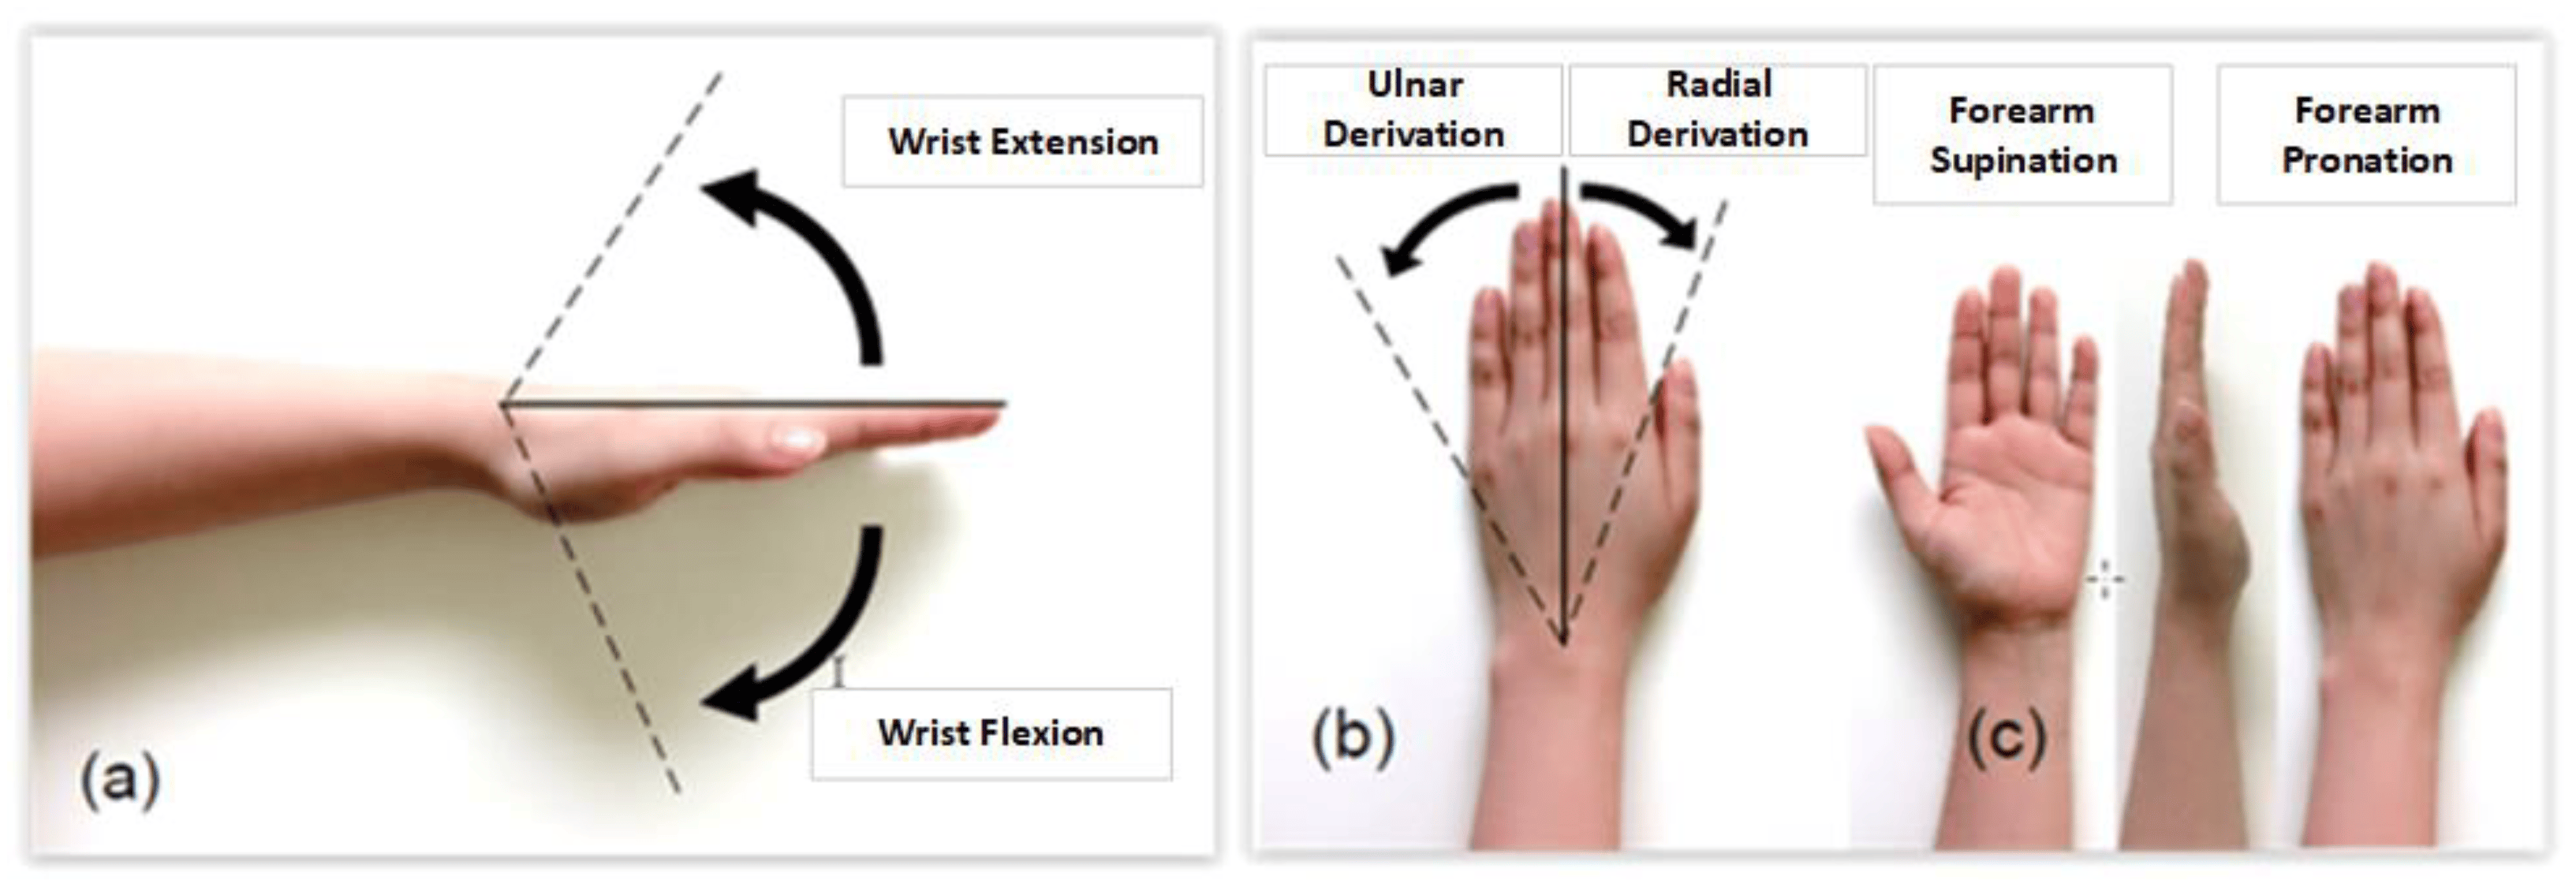 Wrist Extension
Wrist Flexion
(a)
Ulnar
Derivation
Radial
Derivation
(b)
Forearm
Supination
Forearm
Pronation
(c)